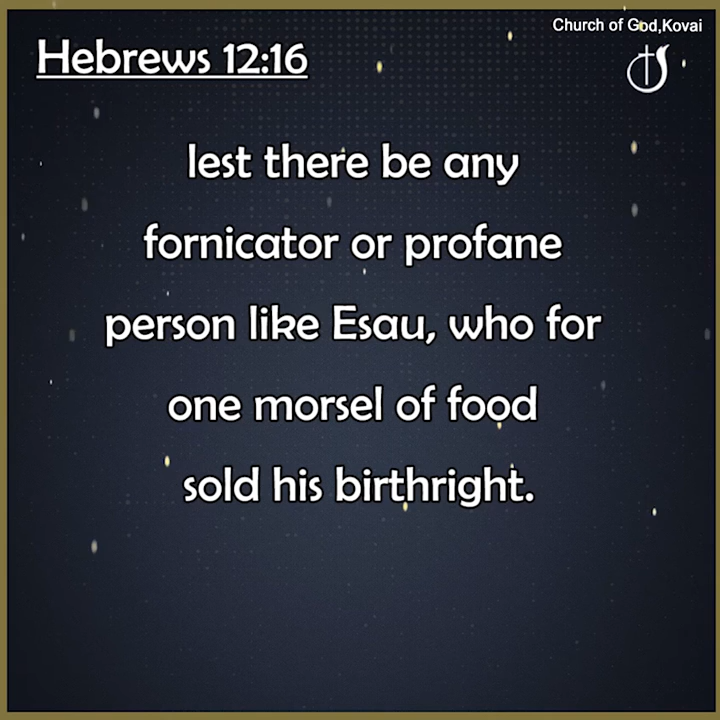 Church of God,Kovai
Hebrews 12:16
lest there be any
fornicator or profane
person like Esau, who for
one morsel of food
sold his birthright.